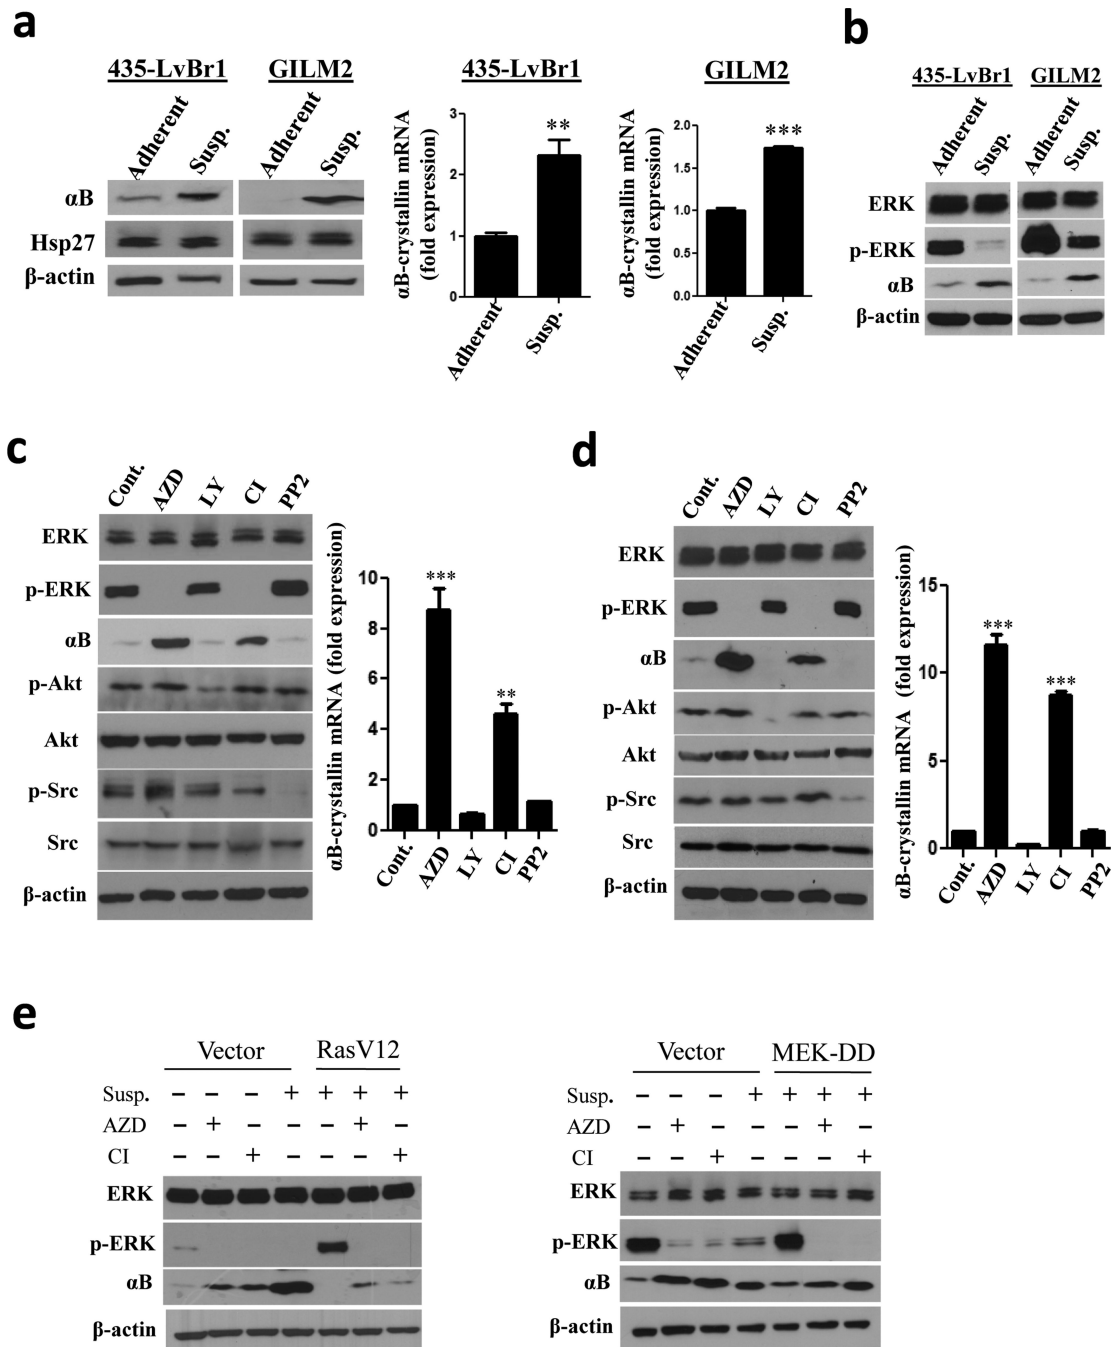 a
435-LvBr1 GILM2
Adherent Susp. Adherent Susp.
αB
Hsp27
β-actin
435-LvBr1
αB-crystallin mRNA
(fold expression)
3
2
1
0
**
Adherent Susp.
GILM2
αB-crystallin mRNA
(fold expression)
2.0
1.5
1.0
0.5
0.0
***
Adherent Susp.
b
435-LvBr1 GILM2
Adherent Susp. Adherent Susp.
ERK
p-ERK
αB
β-actin
c
Cont. AZD LY CI PP2
ERK
p-ERK
αB
p-Akt
Akt
p-Src
Src
β-actin
αB-crystallin mRNA (fold expression)
10
8
6
4
2
0
***
**
Cont. AZD LY CI PP2
d
Cont. AZD LY CI PP2
ERK
p-ERK
αB
p-Akt
Akt
p-Src
Src
β-actin
αB-crystallin mRNA (fold expression)
15
10
5
0
***
***
Cont. AZD LY CI PP2
e
Vector RasV12
Susp. − − − + + + +
AZD − + − − − + −
CI − − + − − − +
ERK
p-ERK
αB
β-actin
Vector MEK-DD
Susp. − − − + + + +
AZD − + − − − + −
CI − − + − − − +
ERK
p-ERK
αB
β-actin